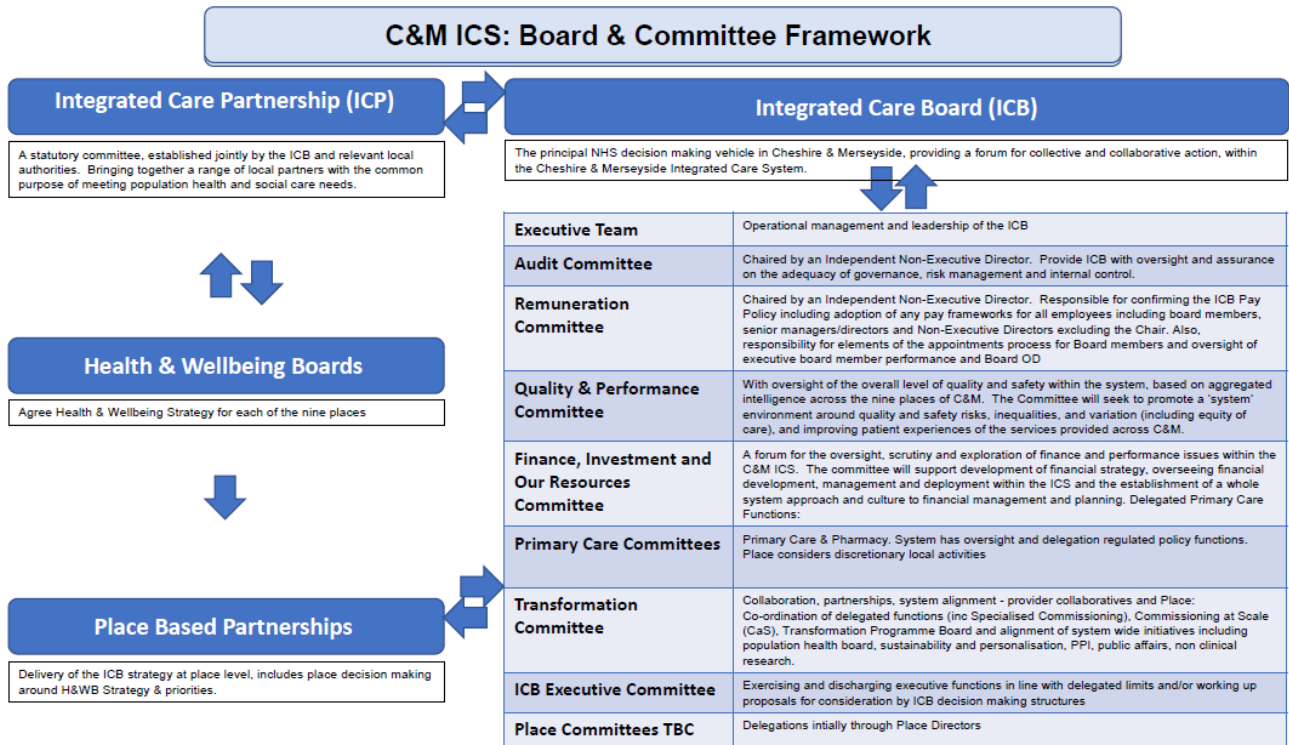 C&M ICS: Board & Committee Framework
Integrated Care Partnership (ICP)
A statutory committee, established jointly by the ICB and relevant local
authorities. Bringing together a range of local partners with the common
purpose of meeting population health and social care needs.
Health & Wellbeing Boards
Agree Health & Wellbeing Strategy for each of the nine places
Place Based Partnerships
Delivery of the ICB strategy at place level, includes place decision making
around H&WB Strategy & priorities.
Integrated Care Board (ICB)
The principal NHS decision making vehicle in Cheshire & Merseyside, providing a forum for collective and collaborative action, within
the Cheshire & Merseyside Integrated Care System.
Executive Team
Operational management and leadership of the ICB
Audit Committee
Chaired by an Independent Non-Executive Director. Provide ICB with oversight and assurance
on the adequacy of governance, risk management and internal control.
Remuneration
Committee
Chaired by an Independent Non-Executive Director. Responsible for confirming the ICB Pay
Policy including adoption of any pay frameworks for all employees including board members,
senior managers/directors and Non-Executive Directors excluding the Chair. Also,
responsibility for elements of the appointments process for Board members and oversight of
executive board member performance and Board OD
Quality & Performance
Committee
With oversight of the overall level of quality and safety within the system, based on aggregated
intelligence across the nine places of C&M. The Committee will seek to promote a 'system'
environment around quality and safety risks, inequalities, and variation (including equity of
care), and improving patient experiences of the services provided across C&M.
Finance, Investment and
Our Resources
Committee
A forum for the oversight, scrutiny and exploration of finance and performance issues within the
C&M ICS. The committee will support development of financial strategy, overseeing financial
development, management and deployment within the ICS and the establishment of a whole
system approach and culture to financial management and planning. Delegated Primary Care
Functions:
Primary Care Committees
Primary Care & Pharmacy. System has oversight and delegation regulated policy functions.
Place considers discretionary local activities
Transformation
Committee
Collaboration, partnerships, system alignment - provider collaboratives and Place:
Co-ordination of delegated functions (inc Specialised Commissioning), Commissioning at Scale
(CaS), Transformation Programme Board and alignment of system wide initiatives including
population health board, sustainability and personalisation, PPI, public affairs, non clinical
research.
ICB Executive Committee
Exercising and discharging executive functions in line with delegated limits and/or working up
proposals for consideration by ICB decision making structures
Place Committees TBC
Delegations intially through Place Directors